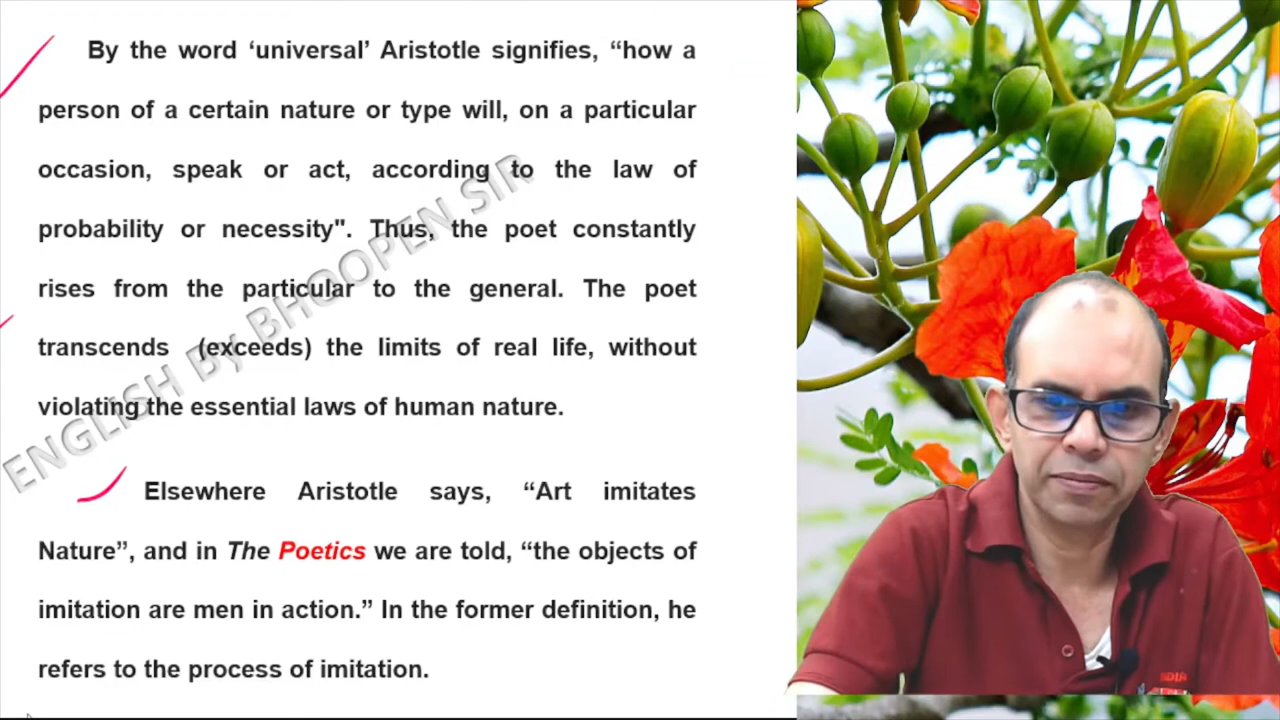 By the word ‘universal’ Aristotle signifies, “how a
person of a certain nature or type will, on a particular
occasion, speak or act, according to the law of
probability or necessity". Thus, the poet constantly
rises from the particular to the general. The poet
transcends (exceeds) the limits of real life, without
violating the essential laws of human nature.
Elsewhere Aristotle says, “Art imitates
Nature”, and in The Poetics we are told, “the objects of
imitation are men in action.” In the former definition, he
refers to the process of imitation.
ENGLISH By BHOOPEN SIR